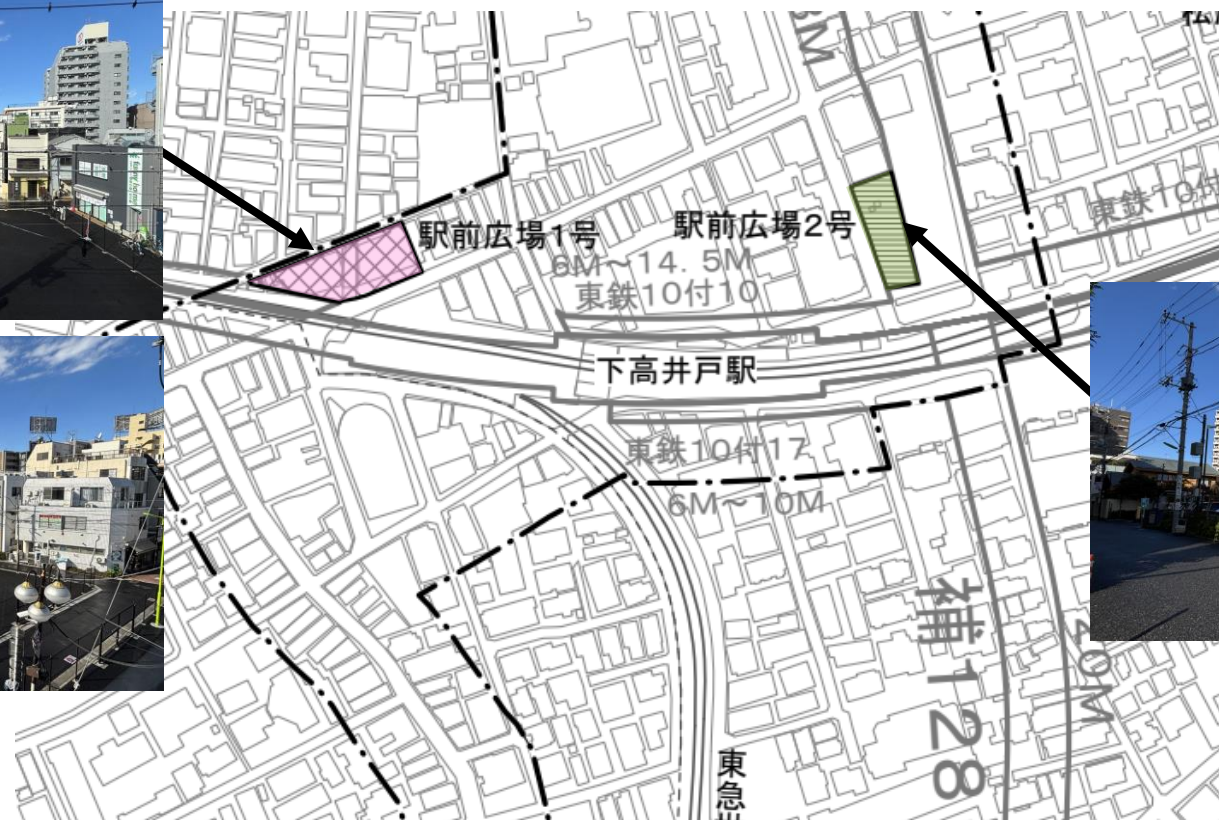 駅前広場1号
駅前広場2号
6M～14.5M
東鉄10付10
東鉄10付
下高井戸駅
東鉄10付17
6M～10M
補128
20M
東急